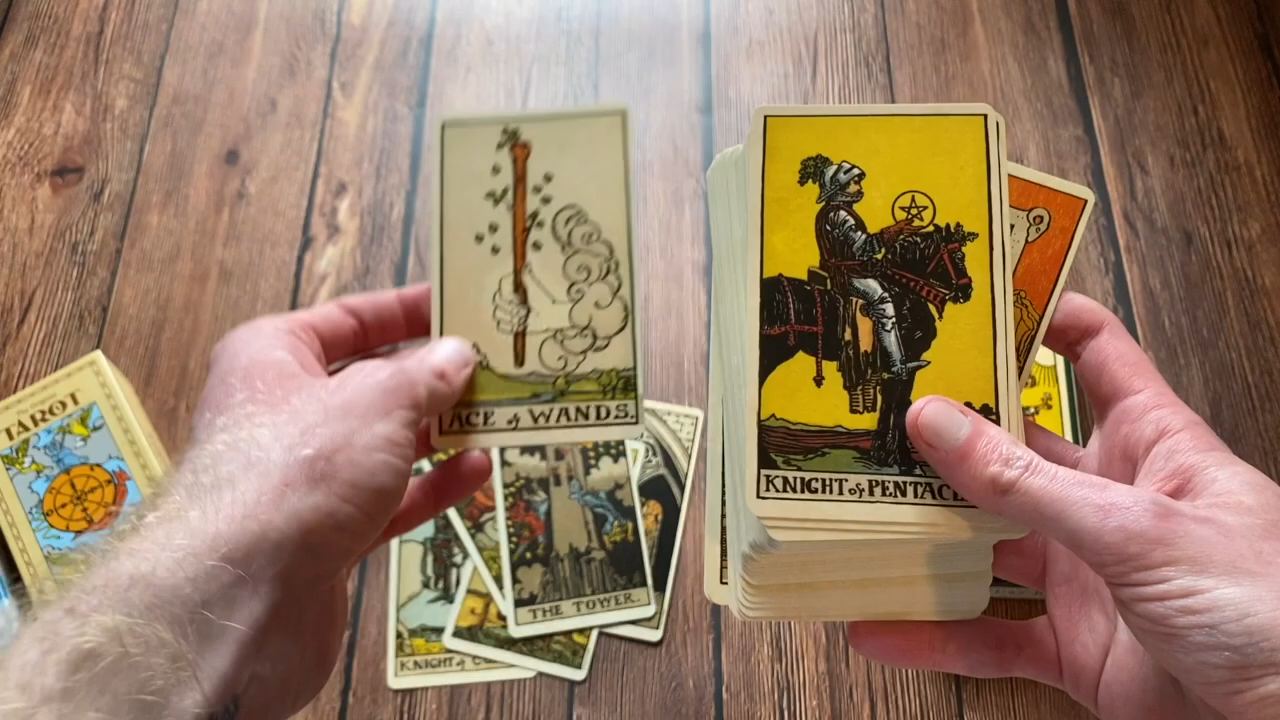 TAROT
ACE of WANDS.
KNIGHT of PENTACL
THE TOWER.
KNIGHT of C